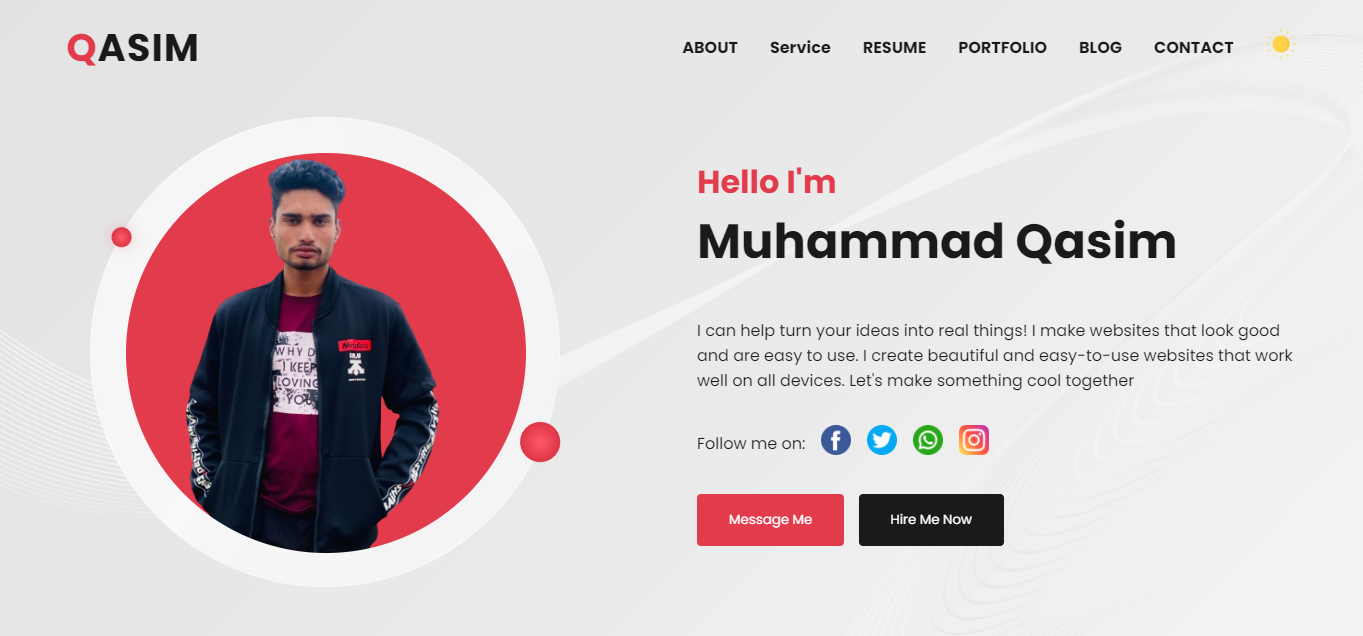 QASIM
ABOUT Service RESUME PORTFOLIO BLOG CONTACT
Hello I'm
Muhammad Qasim
I can help turn your ideas into real things! I make websites that look good
and are easy to use. I create beautiful and easy-to-use websites that work
well on all devices. Let's make something cool together
Follow me on:
Message Me
Hire Me Now
WHY D
I KEEP
LOVING
YOU